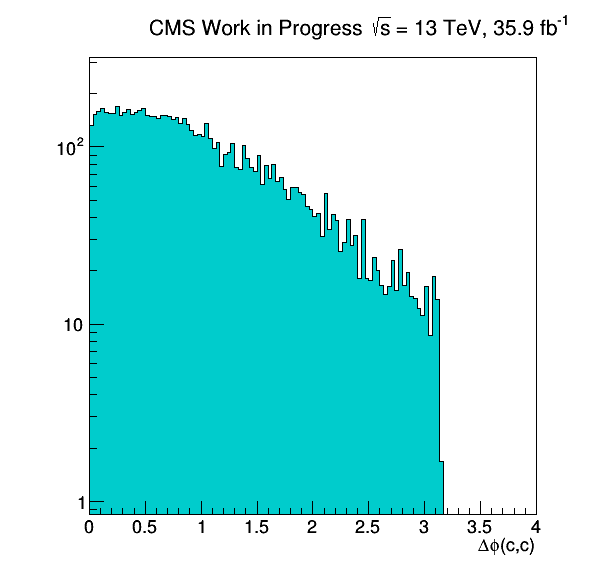 CMS Work in Progress √s = 13 TeV, 35.9 fb⁻¹
10²
10
1
0 0.5 1 1.5 2 2.5 3 3.5 4
Δϕ(c,c)